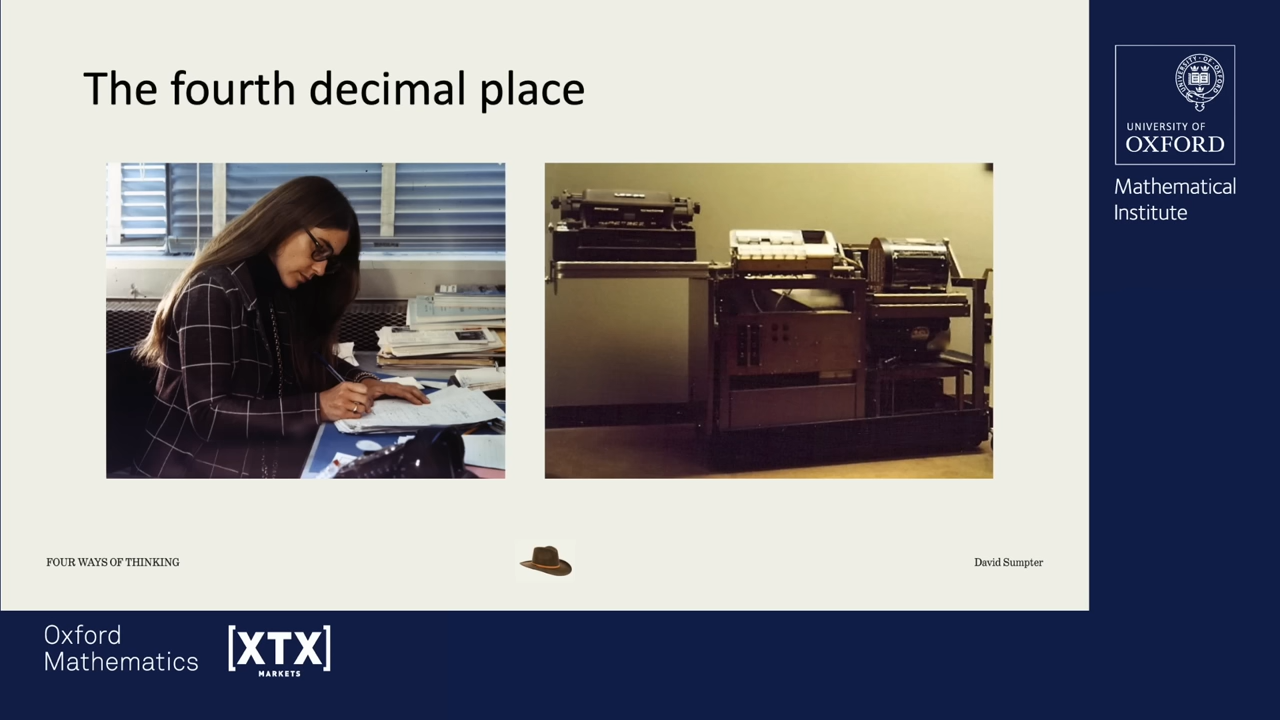 The fourth decimal place
FOUR WAYS OF THINKING
David Sumpter
UNIVERSITY OF
OXFORD
Mathematical
Institute
Oxford
Mathematics
[XTX]
MARKETS